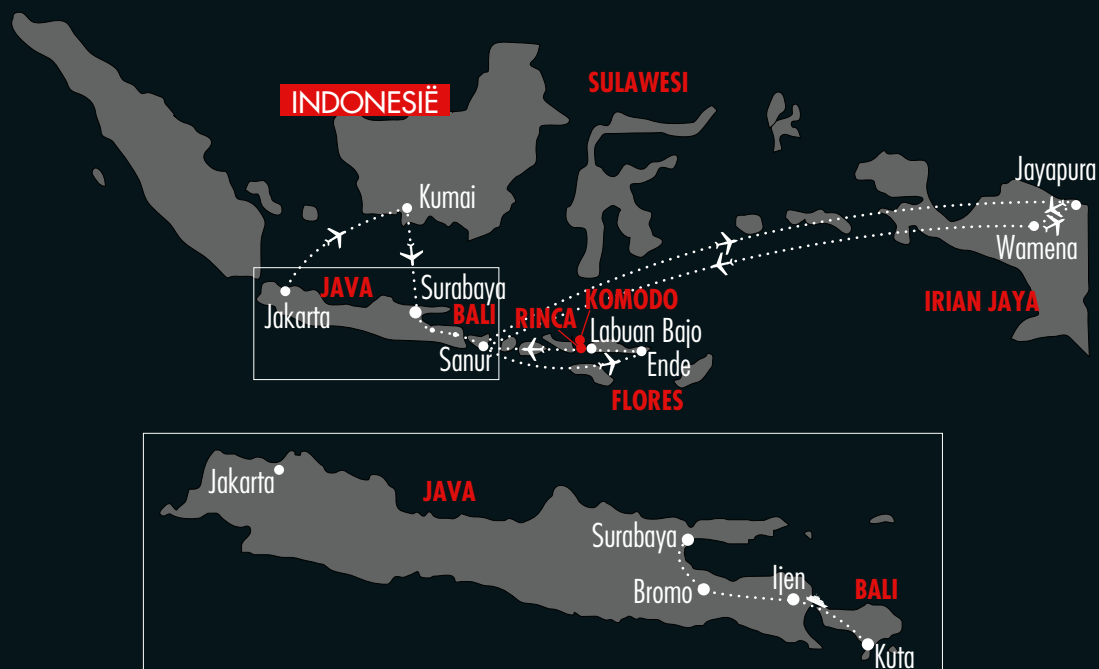 SULAWESI
INDONESIË
Jayapura
Kumai
Wamena
JAVA
Surabaya
KOMODO
IRIAN JAYA
Jakarta
BALI
RINCA
Labuan Bajo
Sanur
Ende
FLORES
Jakarta
JAVA
Surabaya
Ijen
Bromo
BALI
Kuta